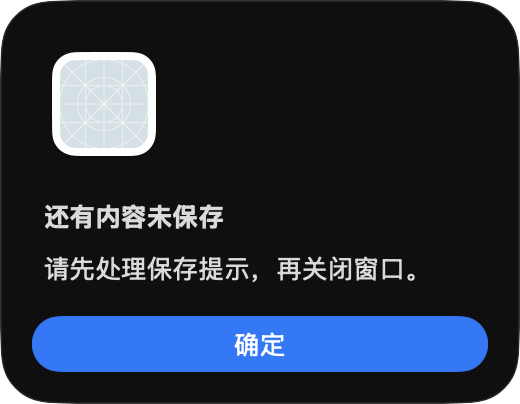 还有内容未保存
请先处理保存提示，再关闭窗口。
确定